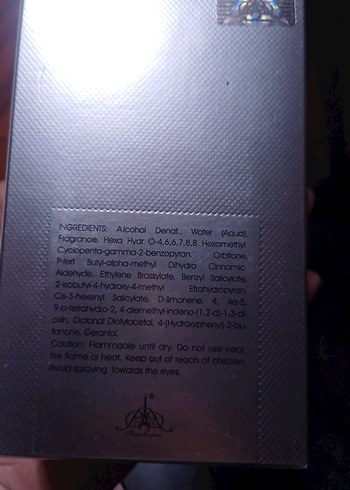 INGREDIENTS: Alcohol Denat., Water (Aqua)
Fragrance, Hexa Hydr O-4,6,6,7,8,8 Hexamethyl
Cyclopenta-gamma-2-benzopyran. Orbitone,
P-tert Butyl-alpha-methyl Dihydro Cinnamic
Aldehyde, Ethylene Brassylate, Benzyl Salicylate,
2-isobutyl-4-hydroxy-4-methyl Etrahydropyran,
Cis-3-hexenyl Salicylate, D-limonene, 4, 4a-5,
9-b-tetrahydro-2, 4-diemethyl-indeno-(1,2-d)-1,3-di-
oxin, Octanal Diotylacetal, 4-(Hydroxyphenyl) 2-bu-
tanone, Geraniol.
Caution: Flammable until dry. Do not use near
fire flame or heat. Keep out of reach of children
Avoid spraying towards the eyes.